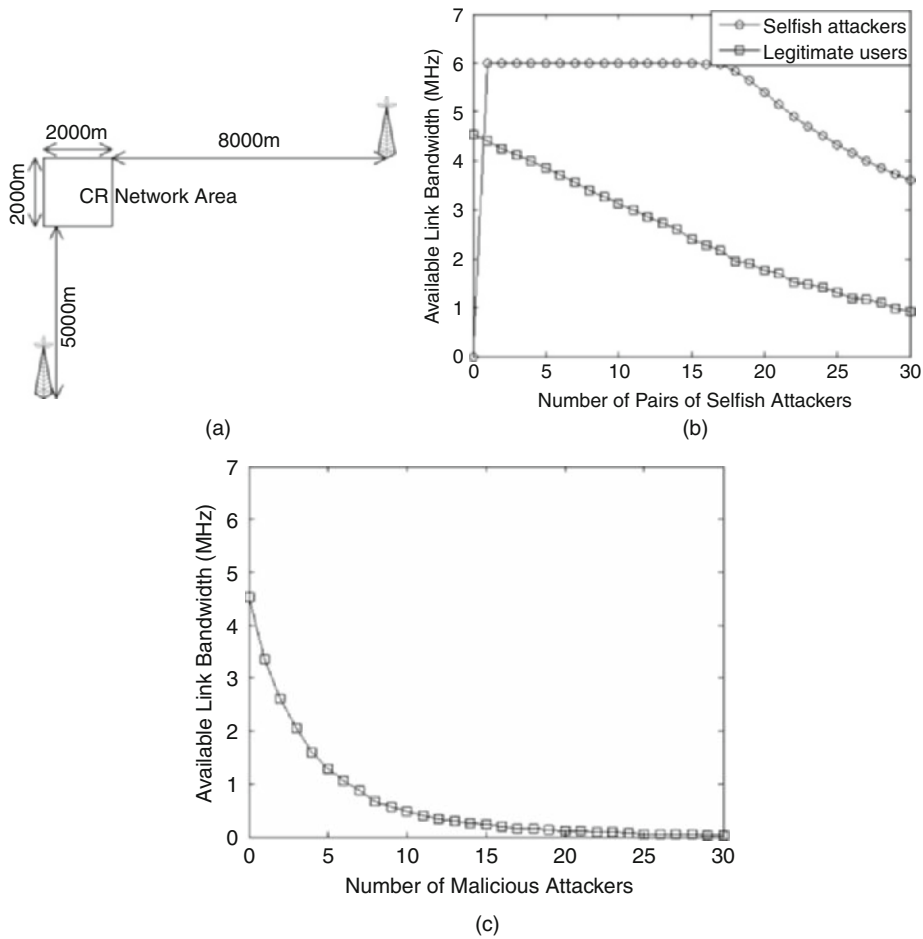 (a)
2000m
8000m
2000m
CR Network Area
5000m
7
6
5
4
3
2
1
0
Available Link Bandwidth (MHz)
Selfish attackers
Legitimate users
0
5
10
15
20
25
30
Number of Pairs of Selfish Attackers
(b)
7
6
5
4
3
2
1
0
Available Link Bandwidth (MHz)
0
5
10
15
20
25
30
Number of Malicious Attackers
(c)